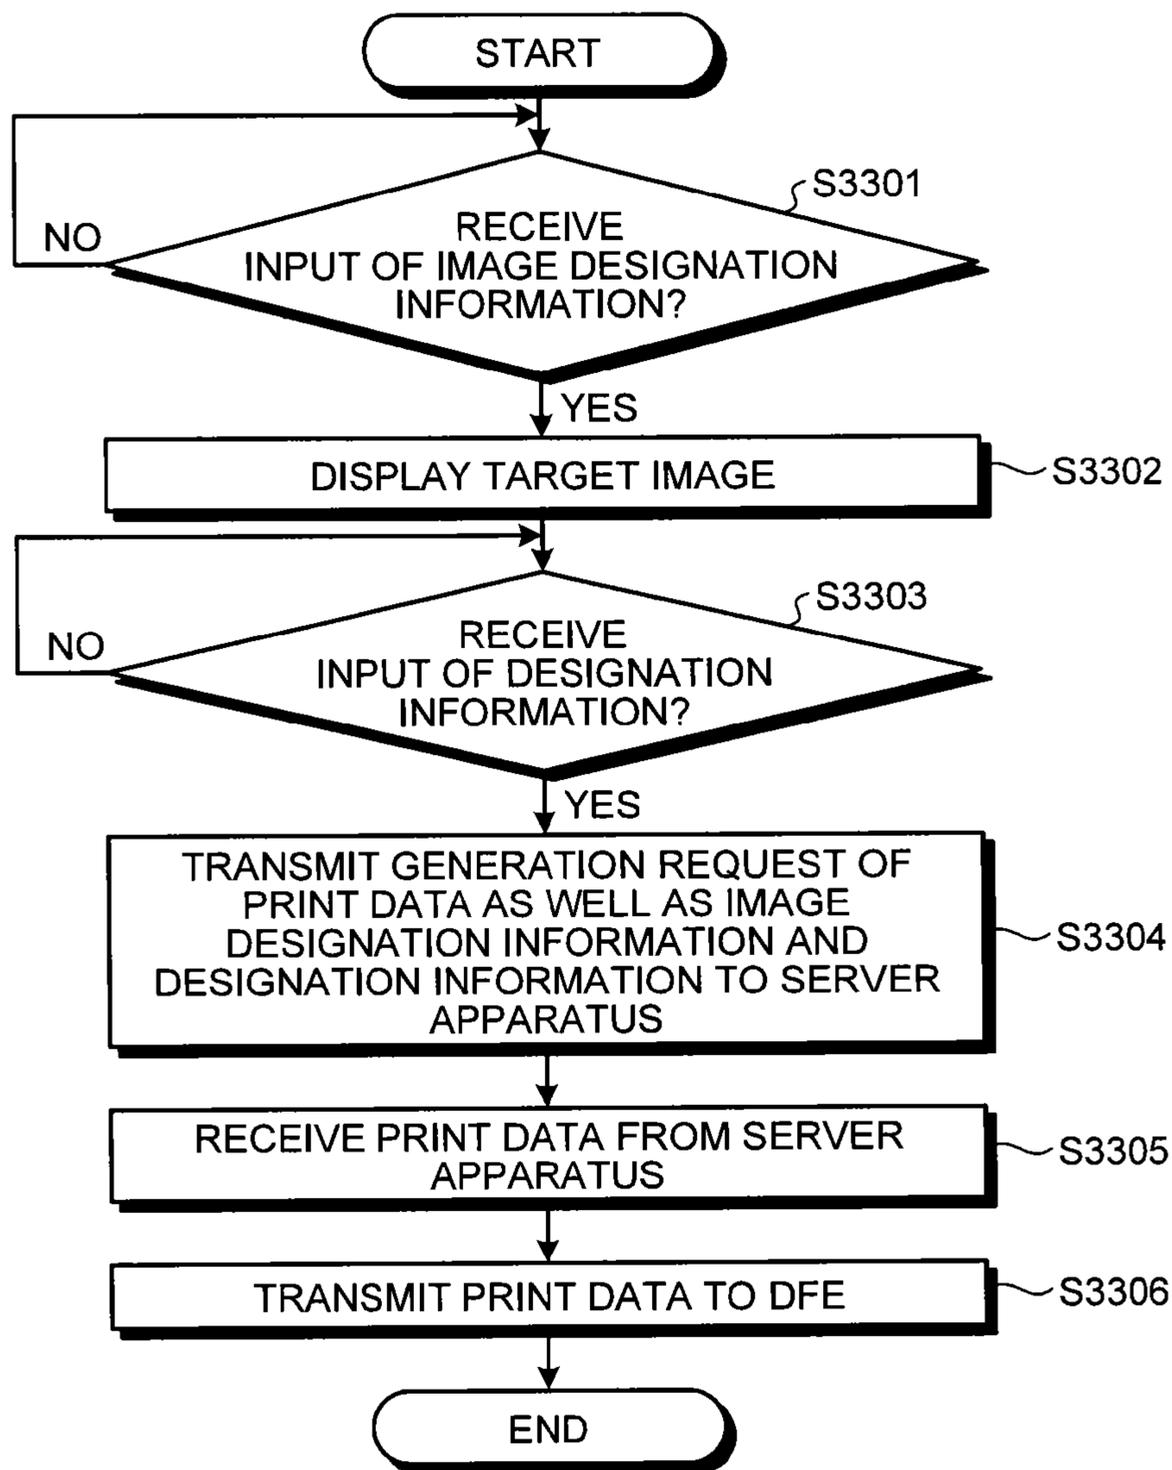 START
S3301
NO
RECEIVE
INPUT OF IMAGE DESIGNATION
INFORMATION?
YES
DISPLAY TARGET IMAGE
S3302
S3303
NO
RECEIVE
INPUT OF DESIGNATION
INFORMATION?
YES
TRANSMIT GENERATION REQUEST OF
PRINT DATA AS WELL AS IMAGE
DESIGNATION INFORMATION AND
DESIGNATION INFORMATION TO SERVER
APPARATUS
S3304
RECEIVE PRINT DATA FROM SERVER
APPARATUS
S3305
TRANSMIT PRINT DATA TO DFE
S3306
END